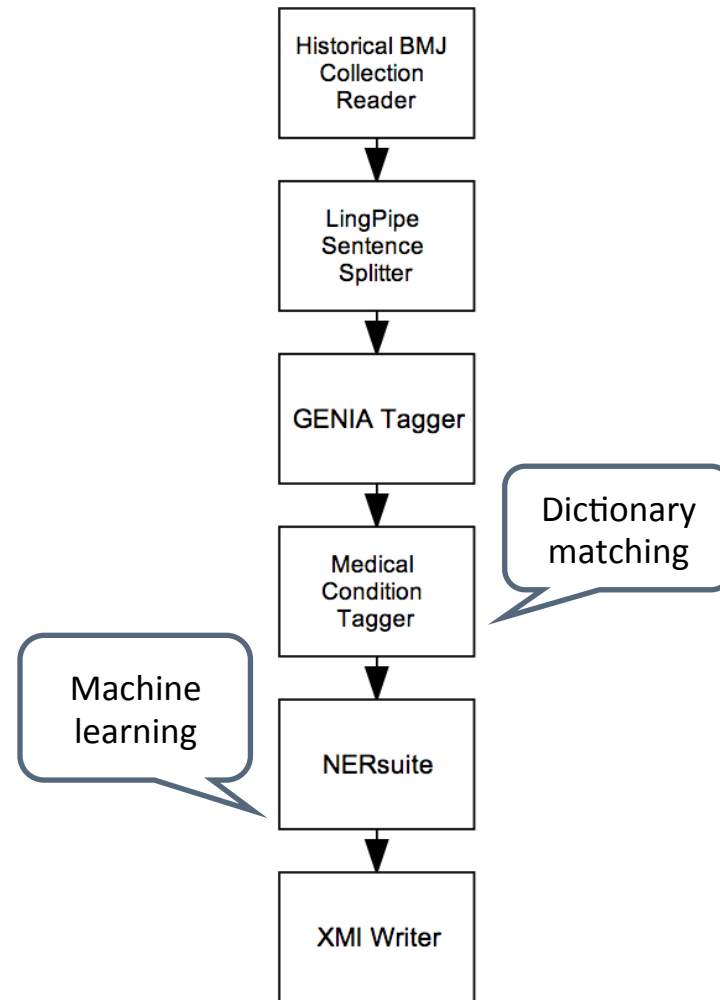 Historical BMJ
Collection
Reader
LingPipe
Sentence
Splitter
GENIA Tagger
Dictionary
matching
Medical
Condition
Tagger
Machine
learning
NERsuite
XMI Writer